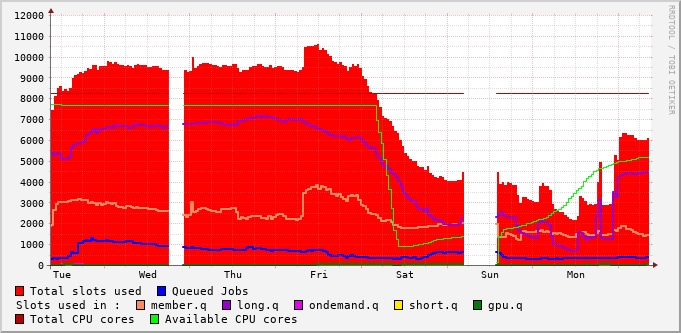 12000
11000
10000
9000
8000
7000
6000
5000
4000
3000
2000
1000
0
Tue Wed Thu Fri Sat Sun Mon
RRDTOOL / TOBI OETIKER
Total slots used Queued Jobs
Slots used in : member.q long.q ondemand.q short.q gpu.q
Total CPU cores Available CPU cores